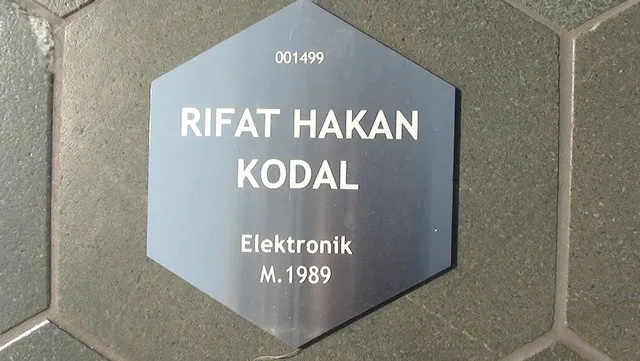 001499
RIFAT HAKAN
KODAL
Elektronik
M.1989